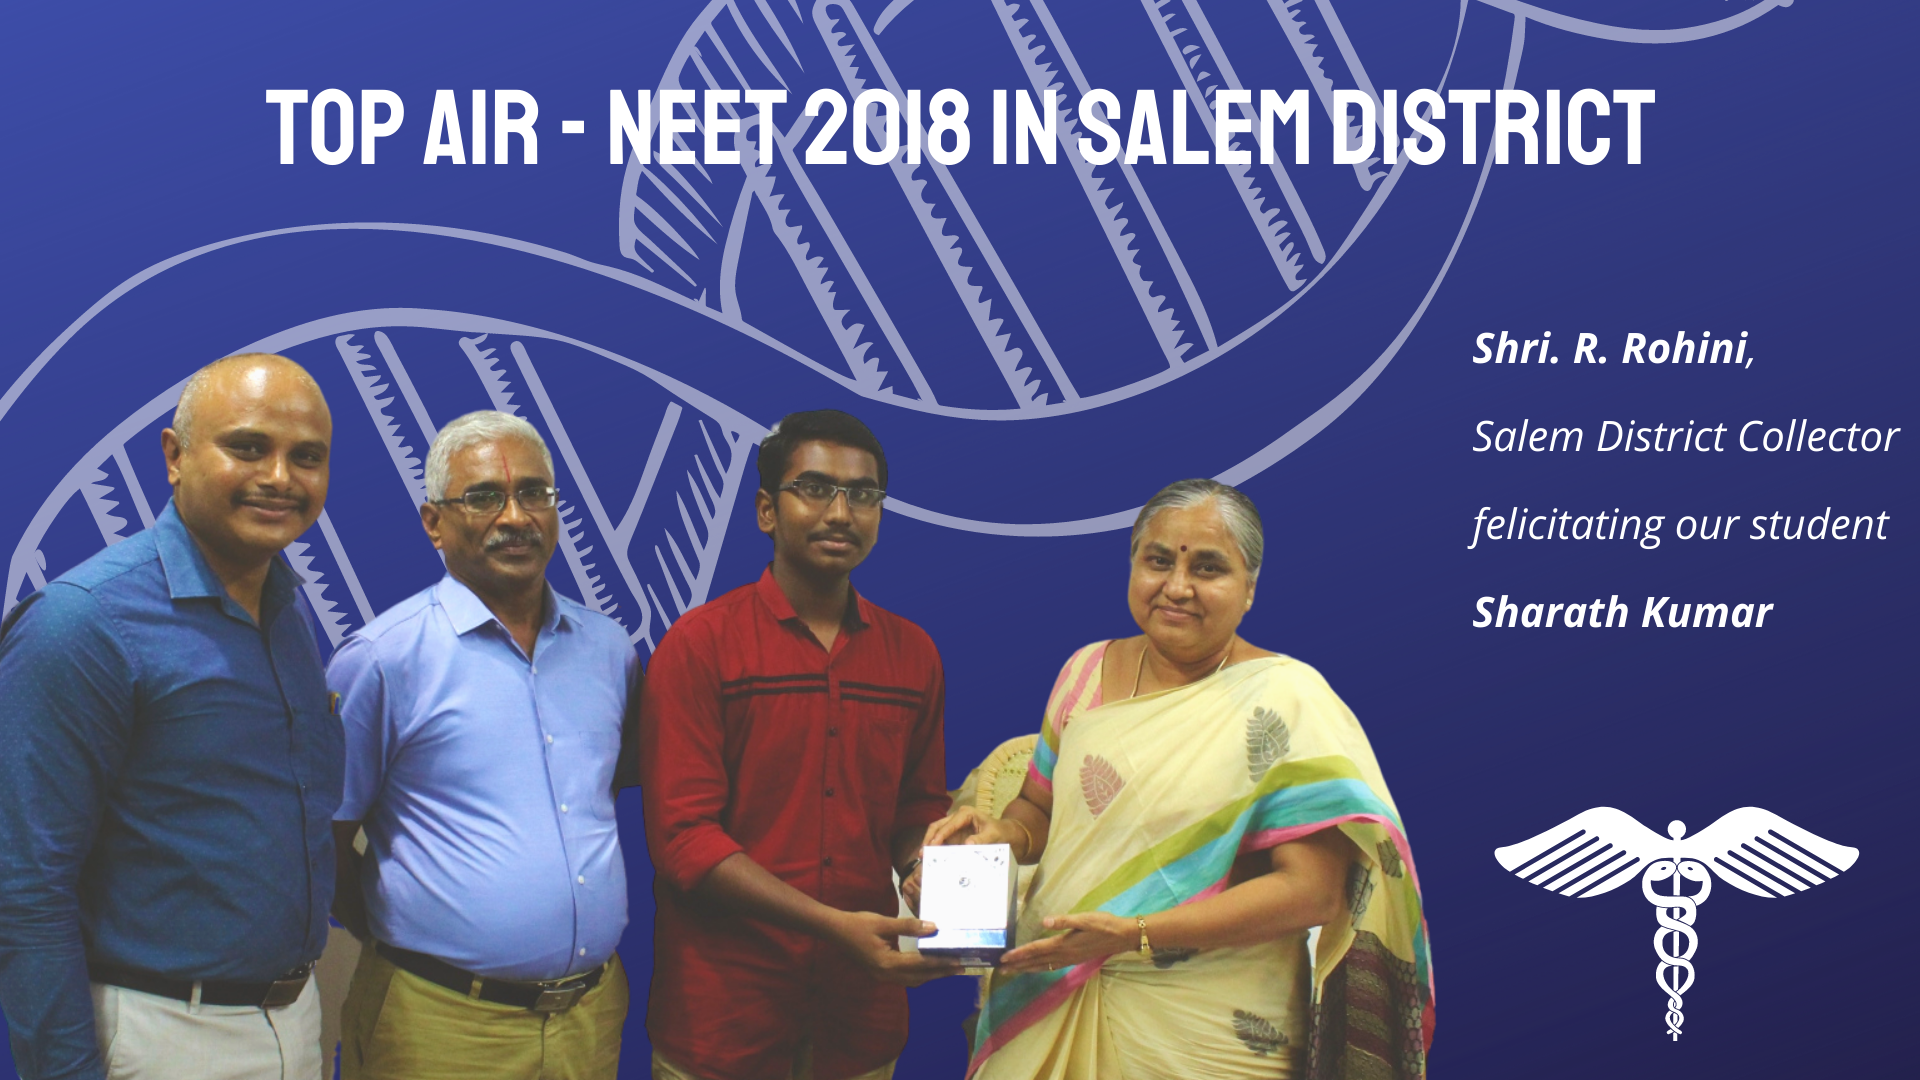 TOP AIR - NEET 2018 IN SALEM DISTRICT
Shri. R. Rohini,
Salem District Collector
felicitating our student
Sharath Kumar